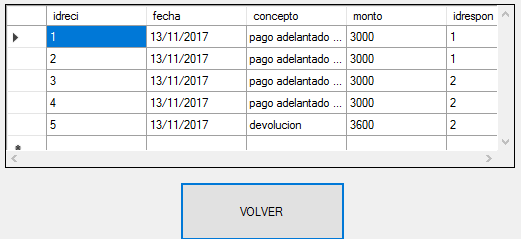 idreci fecha concepto monto idrespon
1 13/11/2017 pago adelantado ... 3000 1
2 13/11/2017 pago adelantado ... 3000 1
3 13/11/2017 pago adelantado ... 3000 2
4 13/11/2017 pago adelantado ... 3000 2
5 13/11/2017 devolucion 3600 2
VOLVER